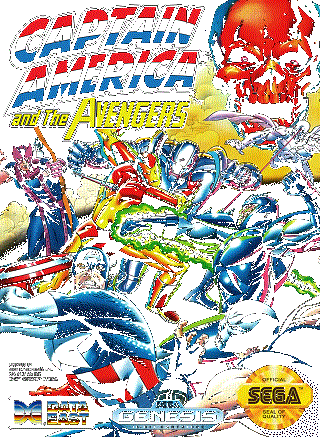 CAPTAIN
AMERICA
and The AVENGERS
DATA
EAST
GENESIS
OFFICIAL
SEGA
SEAL OF
QUALITY